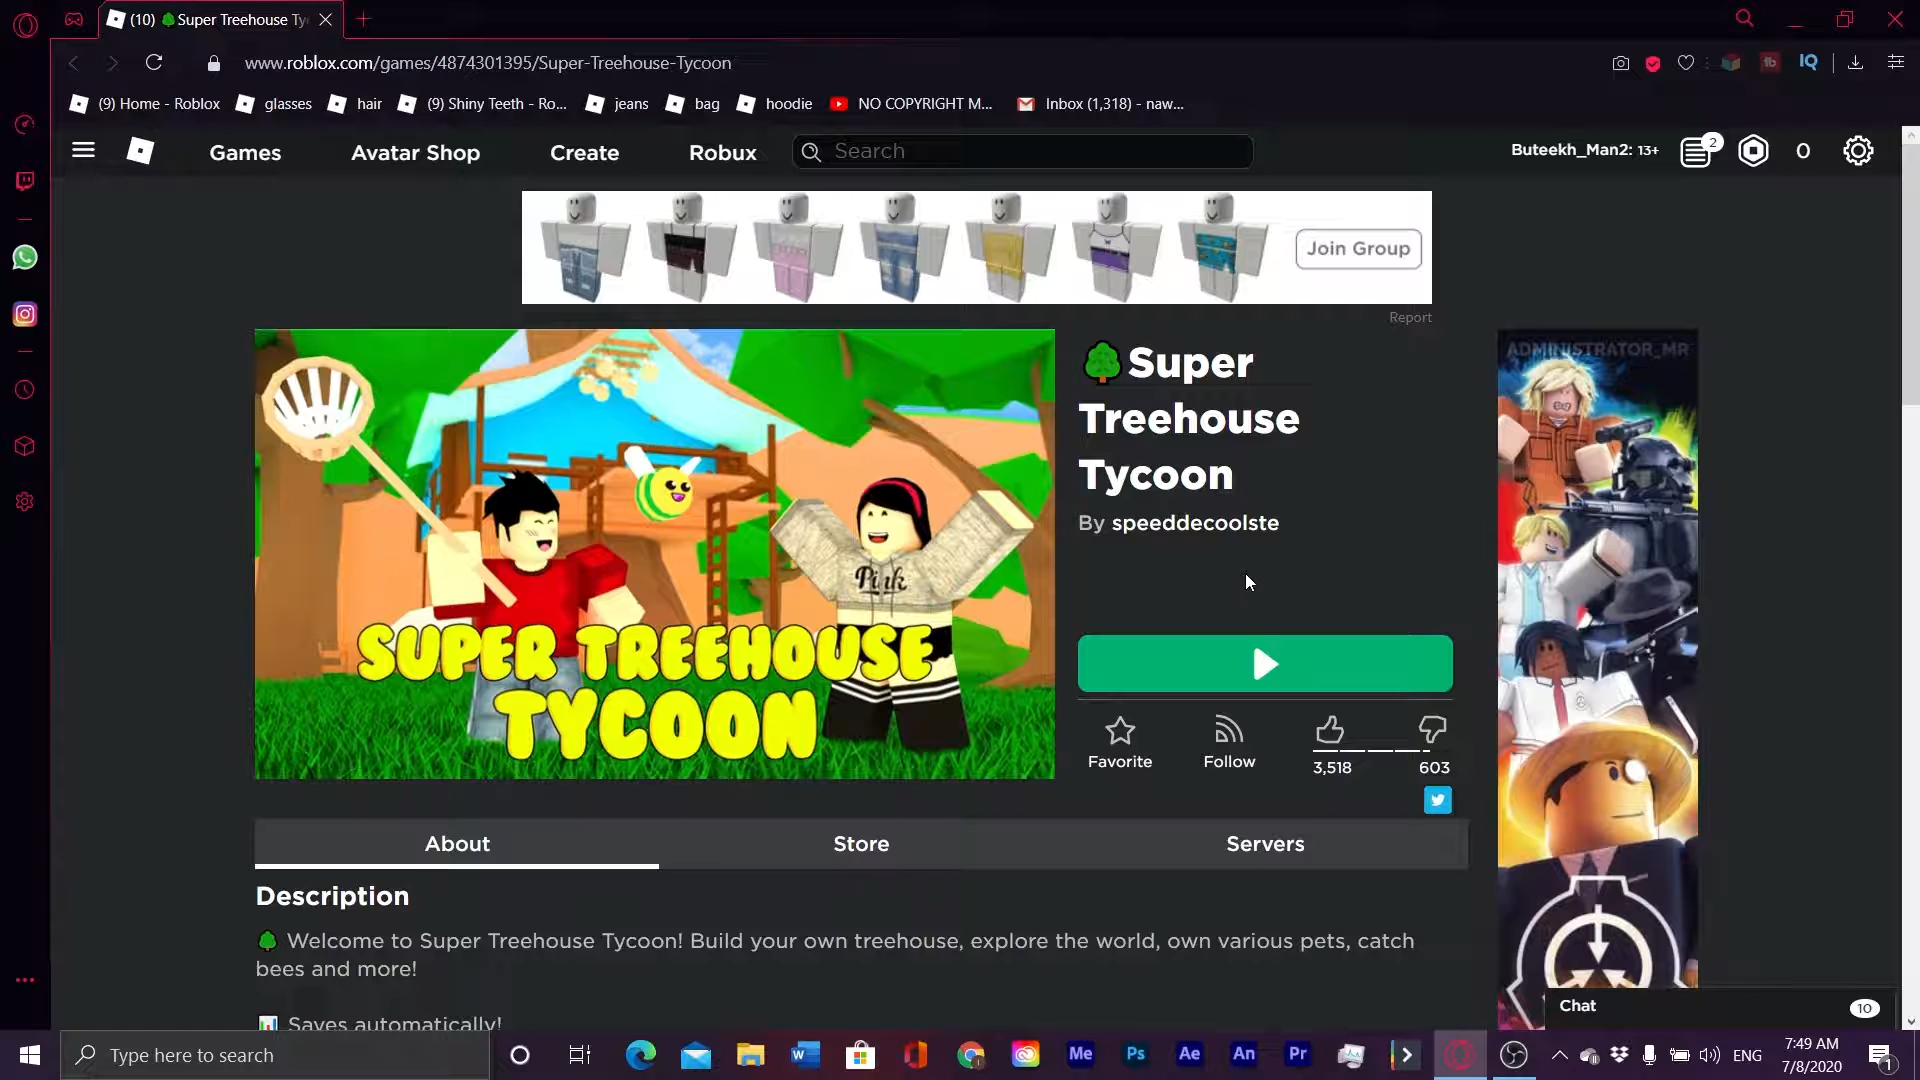 (10) 🌳Super Treehouse Ty
www.roblox.com/games/4874301395/Super-Treehouse-Tycoon
(9) Home - Roblox glasses hair (9) Shiny Teeth - Ro... jeans bag hoodie NO COPYRIGHT M... Inbox (1,318) - naw...
Games Avatar Shop Create Robux Search Buteekh_Man2: 13+ 2 0
Join Group
Report
ADMINISTRATOR_MR
🌳Super
Treehouse
Tycoon
By speeddecoolste
Pink
SUPER TREEHOUSE
TYCOON
Favorite Follow 3,518 603
About Store Servers
Description
🌳 Welcome to Super Treehouse Tycoon! Build your own treehouse, explore the world, own various pets, catch
bees and more!
📊 Saves automatically!
Chat 10
Type here to search Me Ps Ae An Pr ENG 7:49 AM
7/8/2020 1
IQ